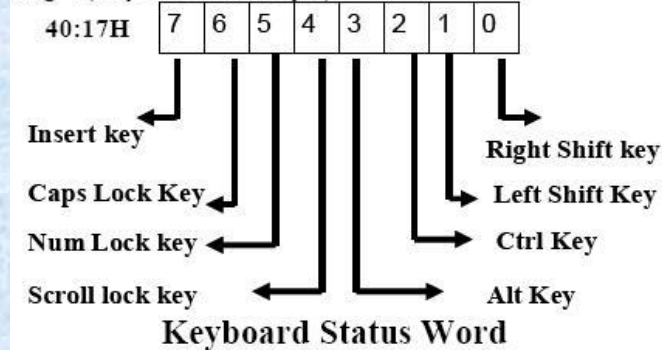 40:17H 7 6 5 4 3 2 1 0
Insert key
Right Shift key
Caps Lock Key
Left Shift Key
Num Lock key
Ctrl Key
Scroll lock key
Alt Key
Keyboard Status Word